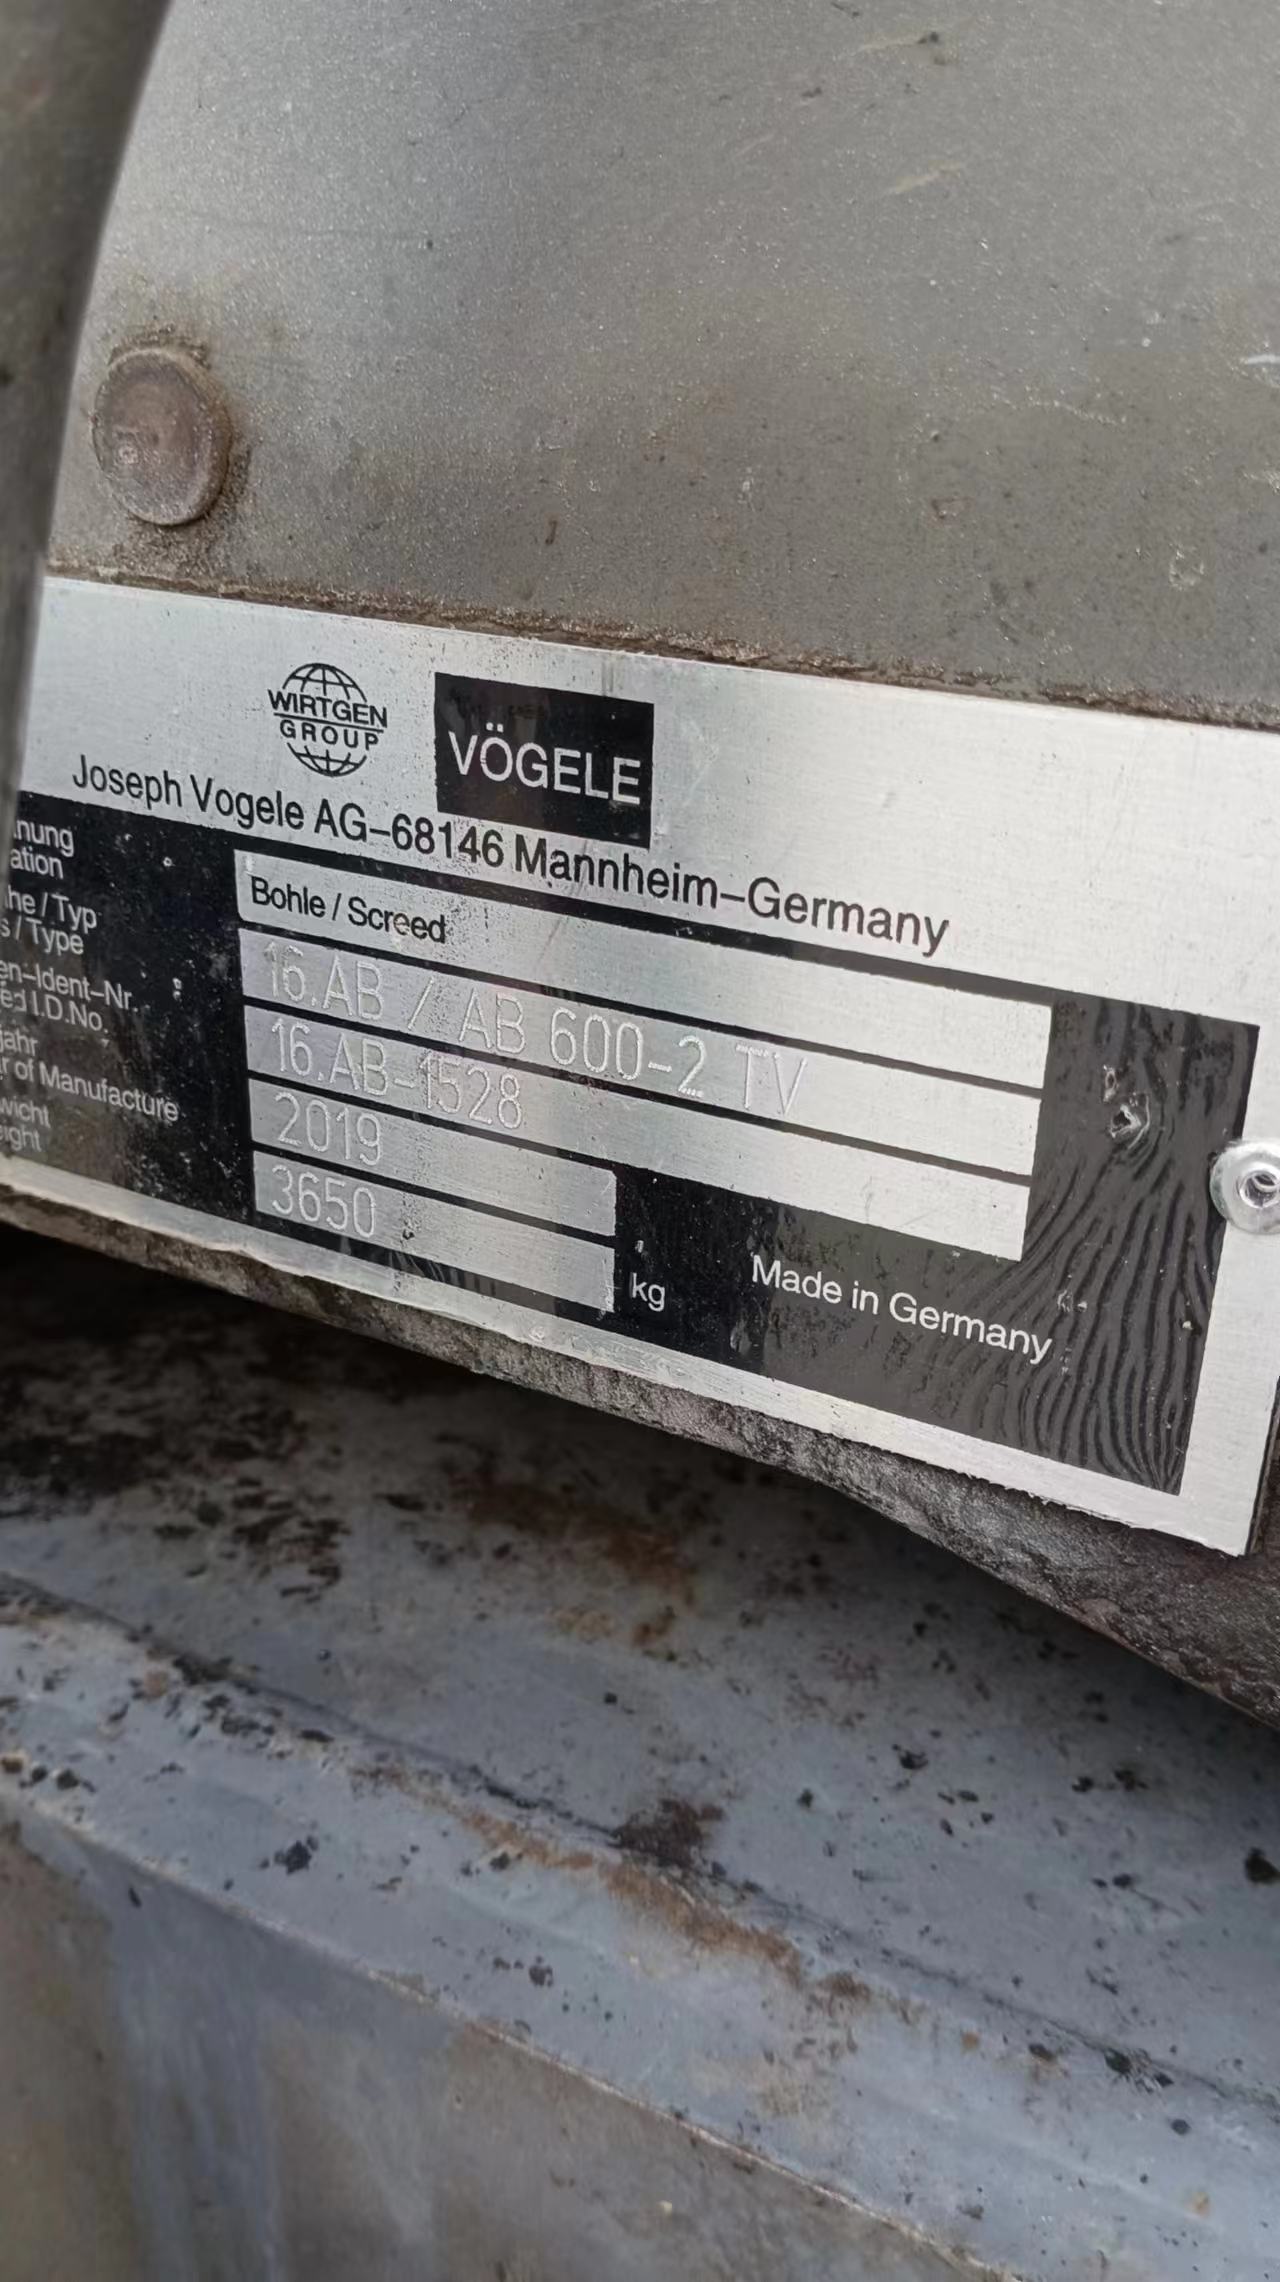 WIRTGEN
GROUP
VÖGELE
Joseph Vogele AG–68146 Mannheim–Germany
nung
ation
Bohle / Screed
he / Typ
s / Type
16.AB / AB 600-2 TV
en–Ident–Nr.
ed I.D.No.
16.AB-1528
jahr
r of Manufacture
2019
wicht
eight
3650
kg
Made in Germany